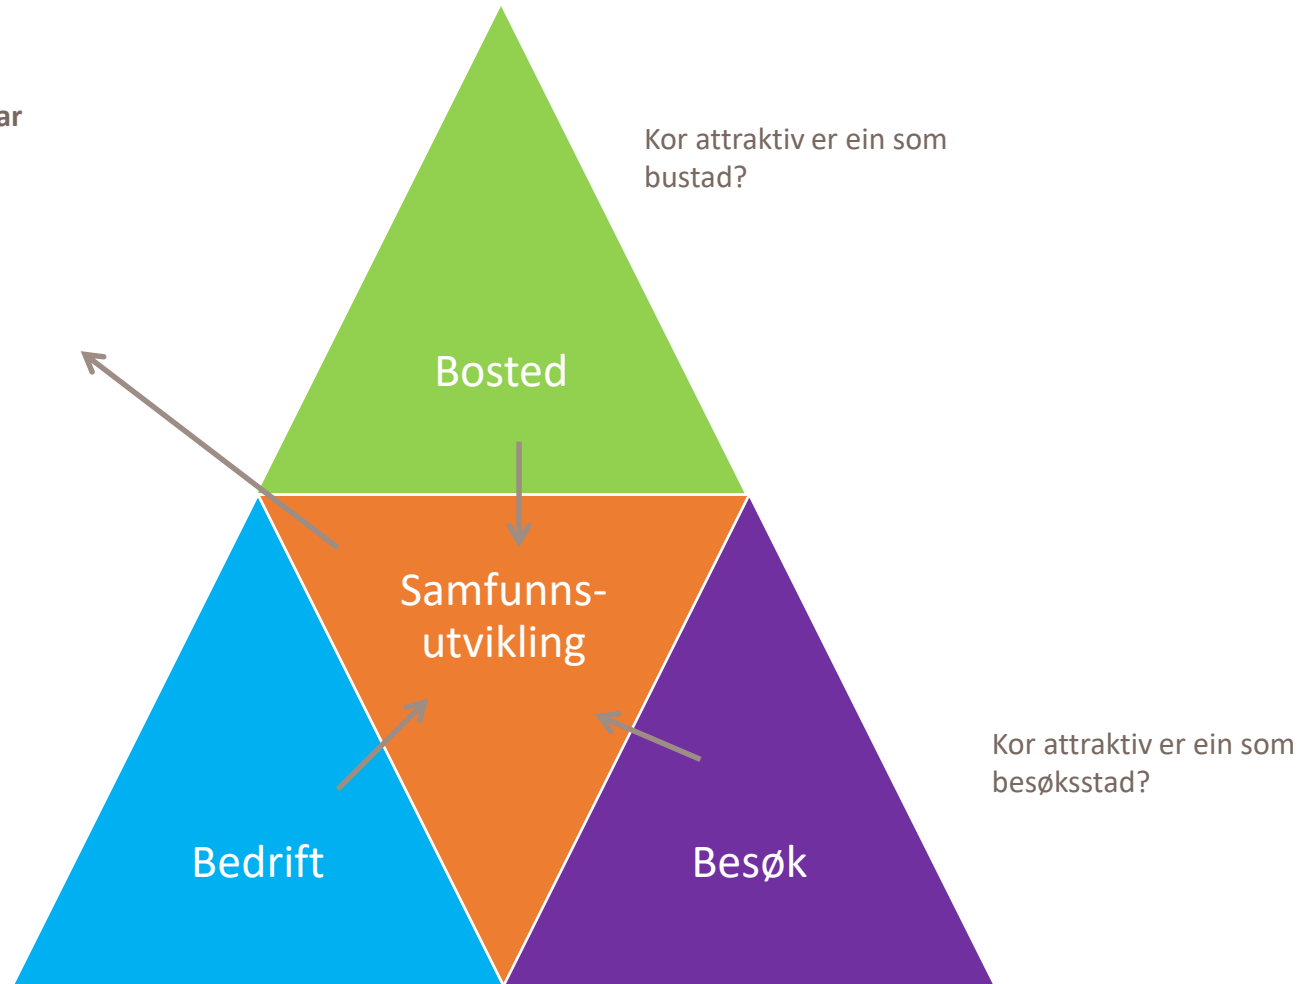 Kor attraktiv er ein som
bustad?
Bosted
Samfunns-
utvikling
Kor attraktiv er ein som
besøksstad?
Bedrift
Besøk